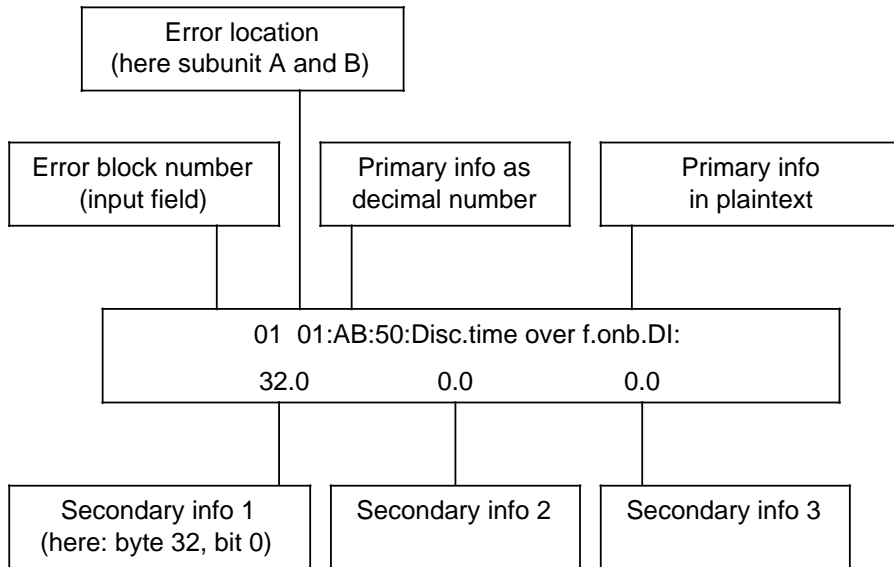 Error location
(here subunit A and B)
Error block number
(input field)
Primary info as
decimal number
Primary info
in plaintext
01 01:AB:50:Disc.time over f.onb.DI:
32.0 0.0 0.0
Secondary info 1
(here: byte 32, bit 0)
Secondary info 2
Secondary info 3